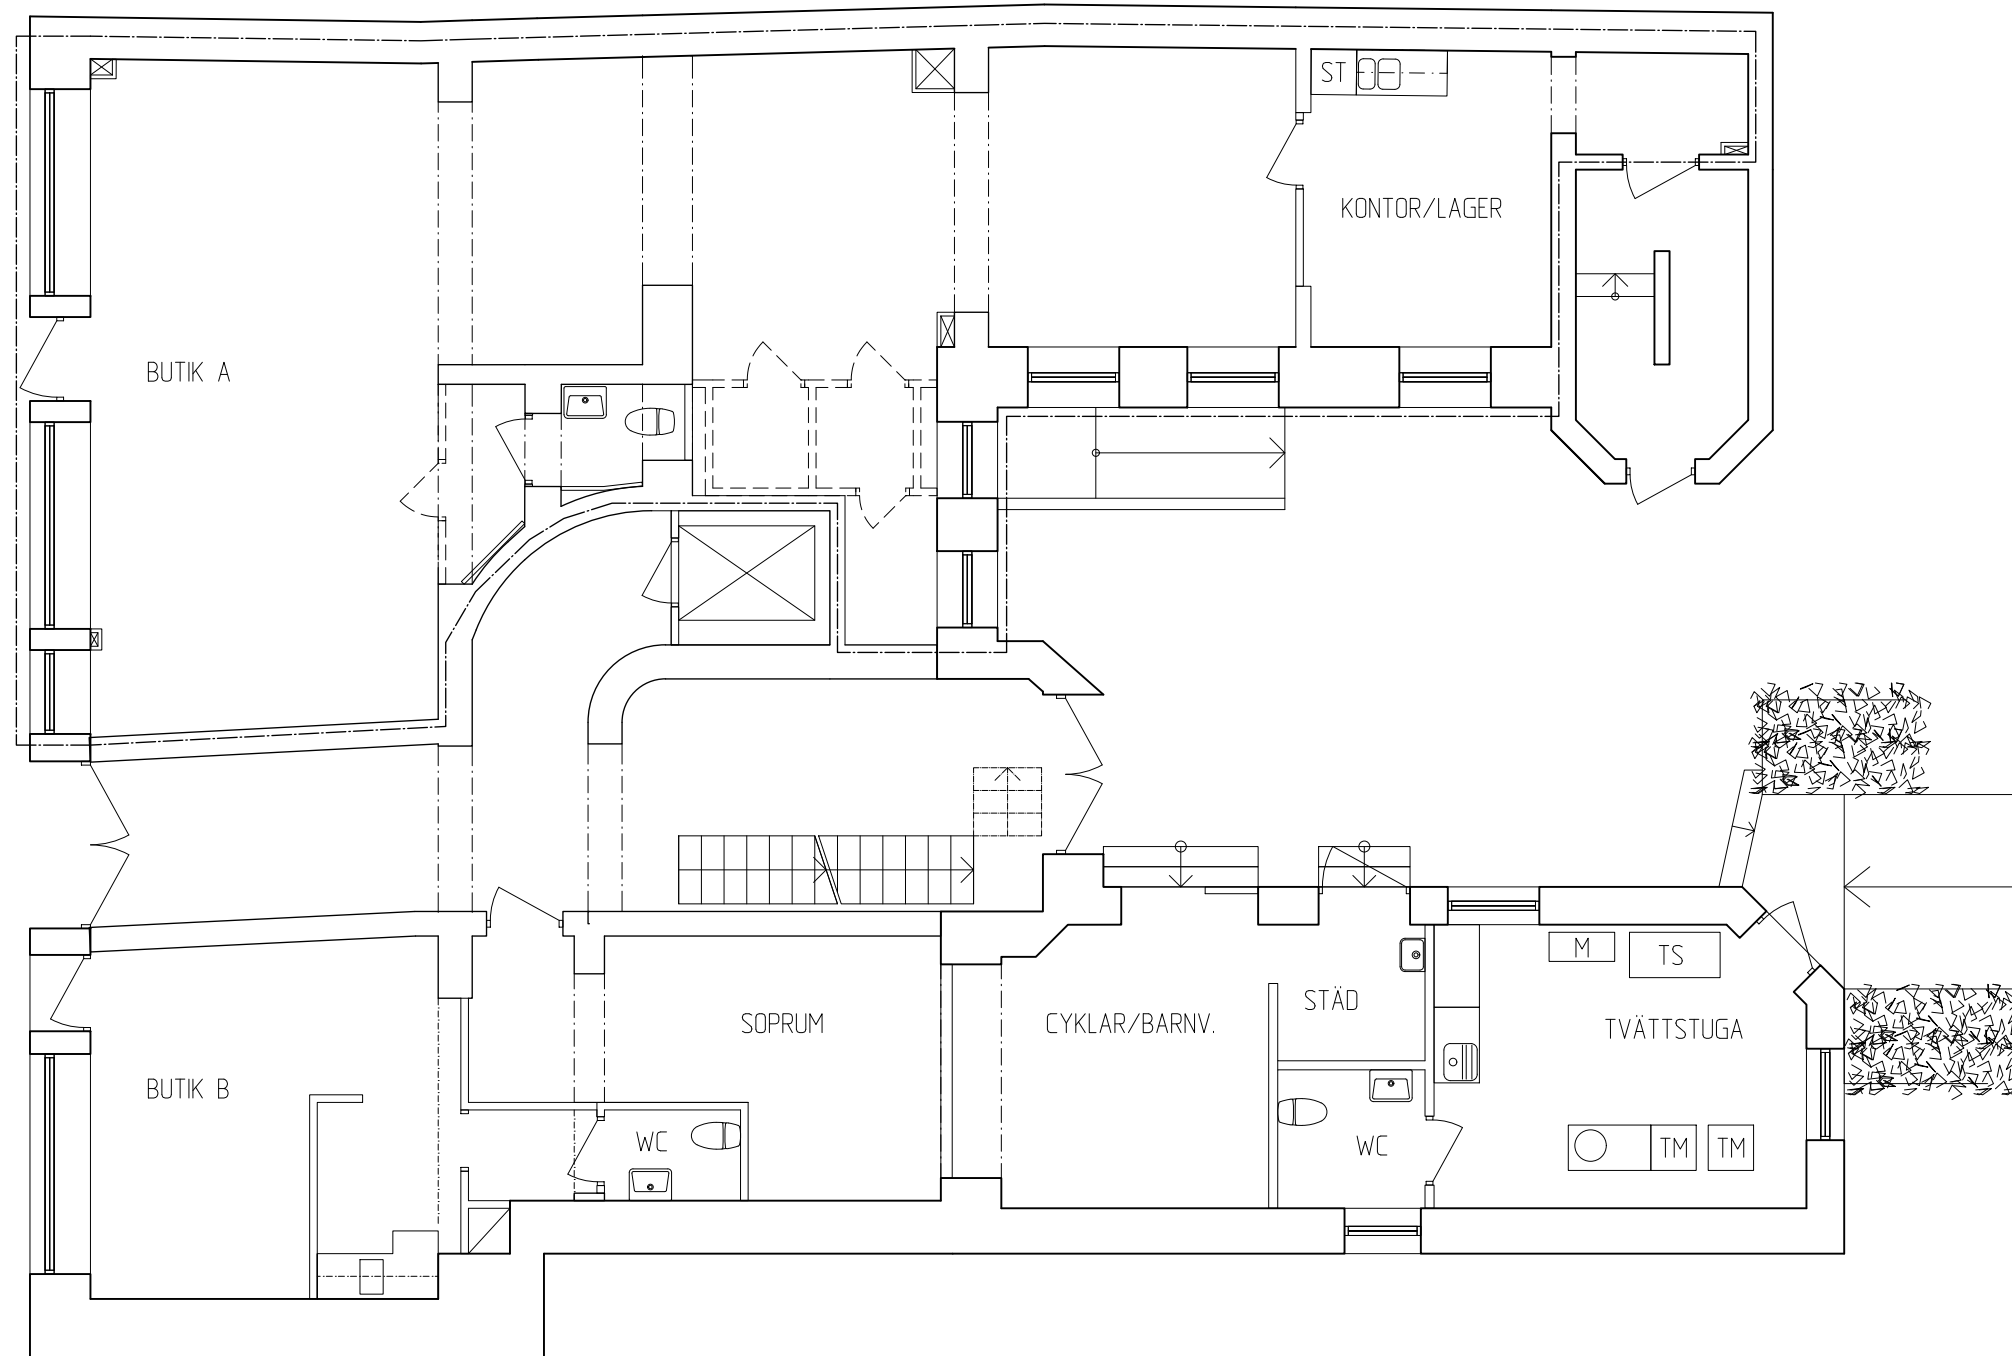 ST
KONTOR/LAGER
BUTIK A
M
TS
STÄD
SOPRUM
CYKLAR/BARNV.
TVÄTTSTUGA
BUTIK B
WC
WC
TM
TM